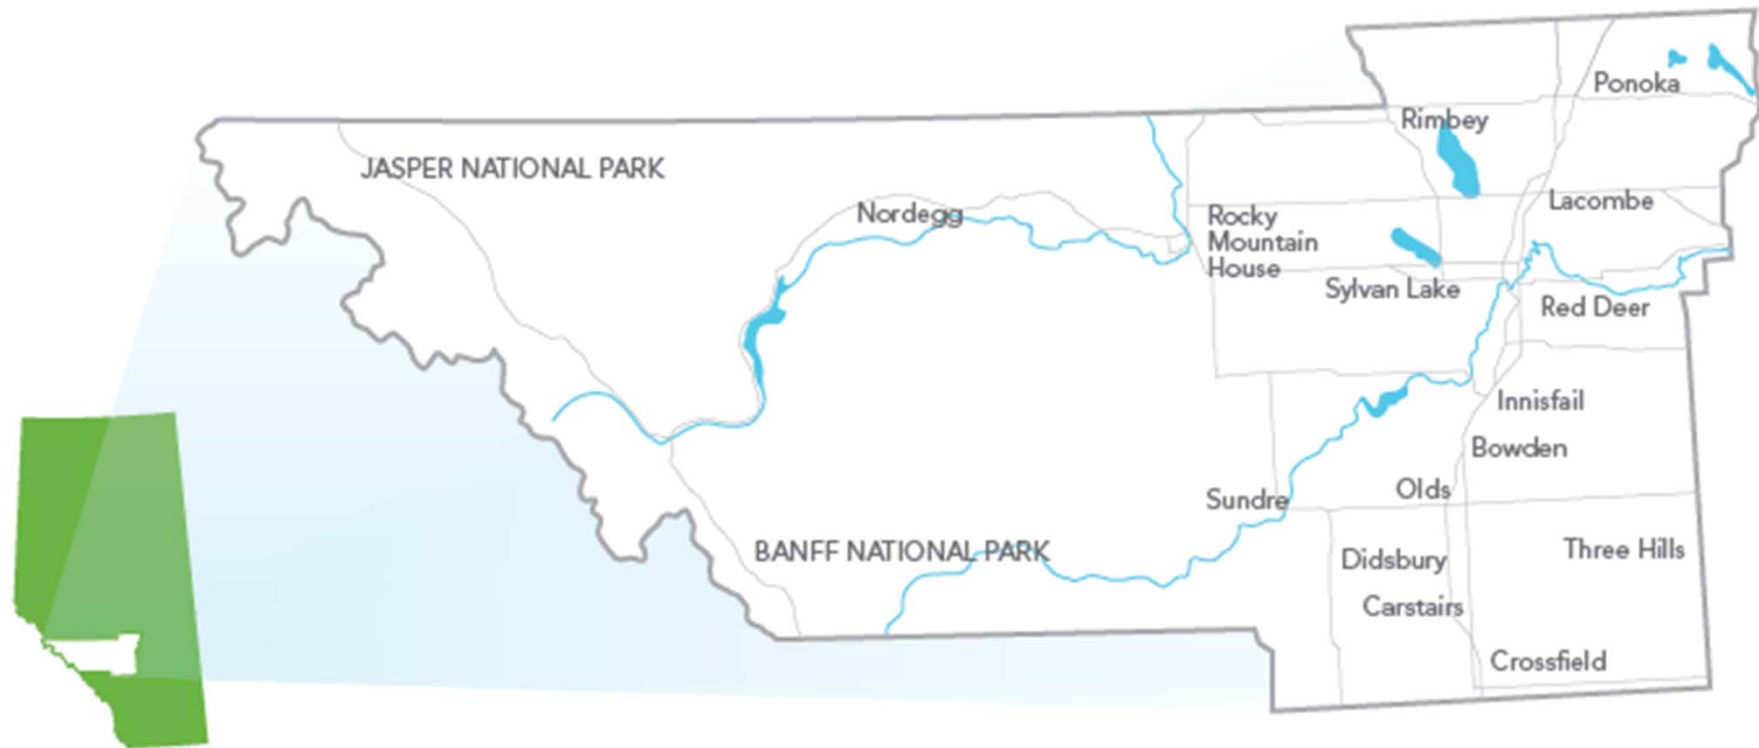 Ponoka
Rimbey
JASPER NATIONAL PARK
Lacombe
Nordegg
Rocky
Mountain
House
Sylvan Lake
Red Deer
Innisfail
Bowden
Olds
Sundre
BANFF NATIONAL PARK
Three Hills
Didsbury
Carstairs
Crossfield